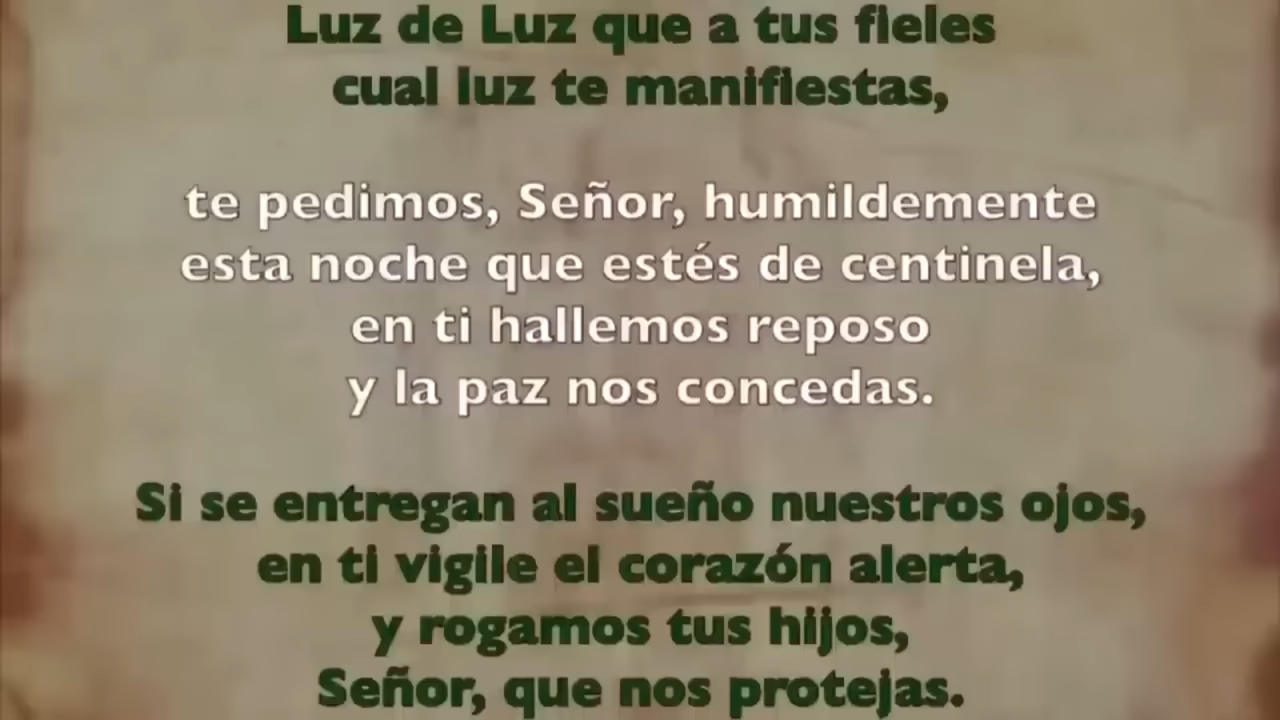 Luz de Luz que a tus fieles
cual luz te manifiestas,
te pedimos, Señor, humildemente
esta noche que estés de centinela,
en ti hallemos reposo
y la paz nos concedas.
Si se entregan al sueño nuestros ojos,
en ti vigile el corazón alerta,
y rogamos tus hijos,
Señor, que nos protejas.